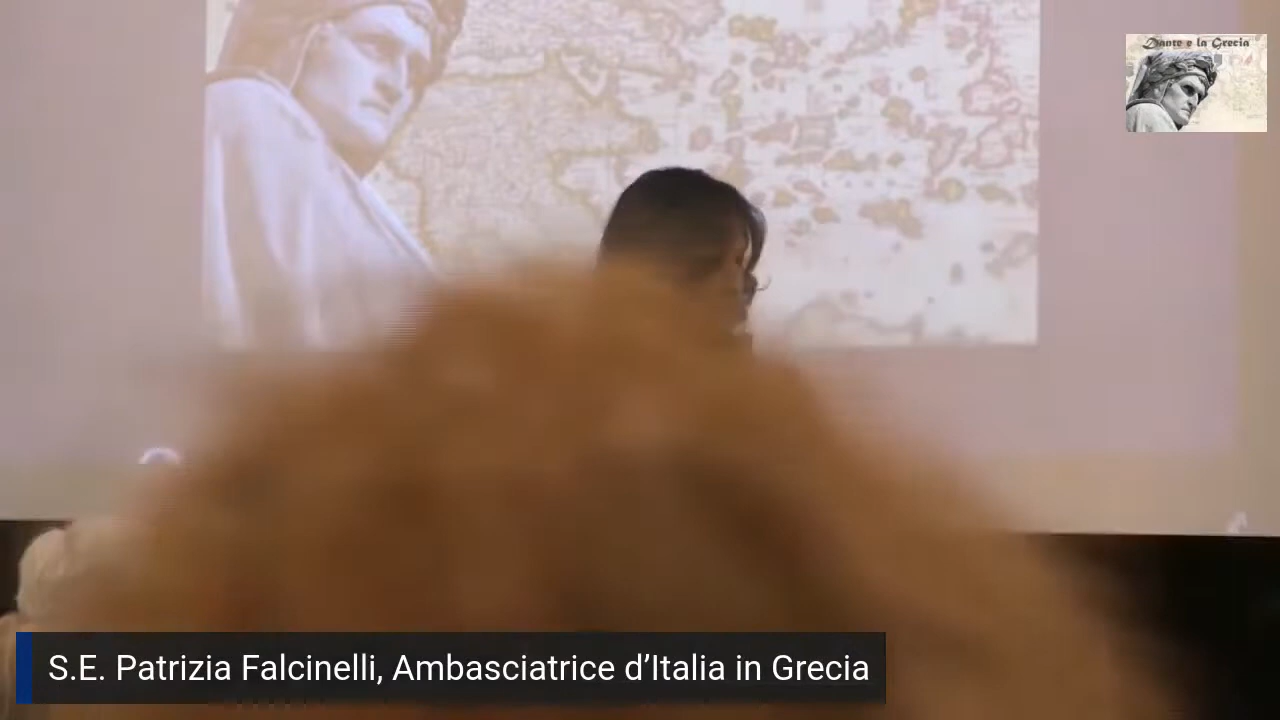 Dante e la Grecia
S.E. Patrizia Falcinelli, Ambasciatrice d’Italia in Grecia